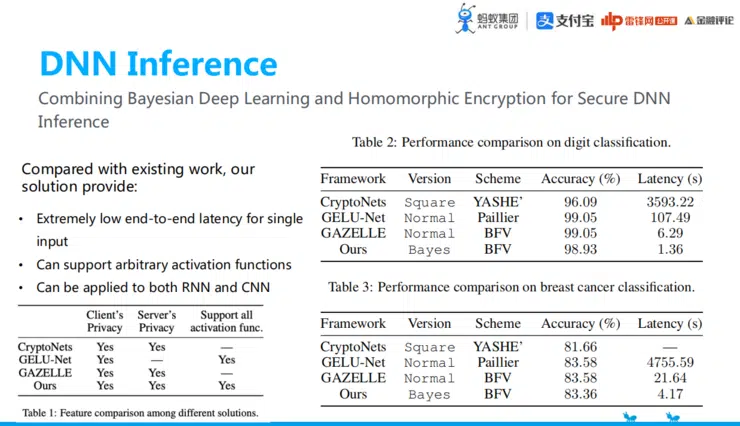 蚂蚁集团
ANT GROUP
支付宝
雷锋网
金融评论
DNN Inference
Combining Bayesian Deep Learning and Homomorphic Encryption for Secure DNN
Inference
Compared with existing work, our
solution provide:
• Extremely low end-to-end latency for single
input
• Can support arbitrary activation functions
• Can be applied to both RNN and CNN
Client's Server's Support all
Privacy Privacy activation func.
CryptoNets Yes Yes —
GELU-Net Yes — Yes
GAZELLE Yes Yes —
Ours Yes Yes Yes
Table 1: Feature comparison among different solutions.
Table 2: Performance comparison on digit classification.
Framework Version Scheme Accuracy (%) Latency (s)
CryptoNets Square YASHE' 96.09 3593.22
GELU-Net Normal Paillier 99.05 107.49
GAZELLE Normal BFV 99.05 6.29
Ours Bayes BFV 98.93 1.36
Table 3: Performance comparison on breast cancer classification.
Framework Version Scheme Accuracy (%) Latency (s)
CryptoNets Square YASHE' 81.66 —
GELU-Net Normal Paillier 83.58 4755.59
GAZELLE Normal BFV 83.58 21.64
Ours Bayes BFV 83.36 4.17